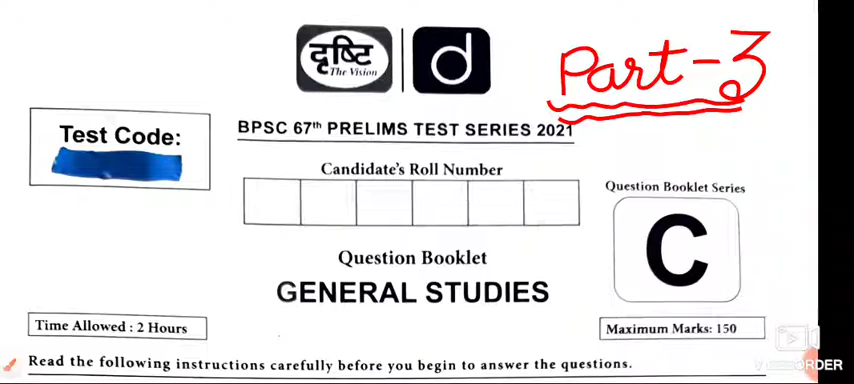 दृष्टि
The Vision
d
Part-3
Test Code:
BPSC 67th PRELIMS TEST SERIES 2021
Candidate's Roll Number
Question Booklet Series
C
Question Booklet
GENERAL STUDIES
Time Allowed : 2 Hours
Maximum Marks: 150
Read the following instructions carefully before you begin to answer the questions.